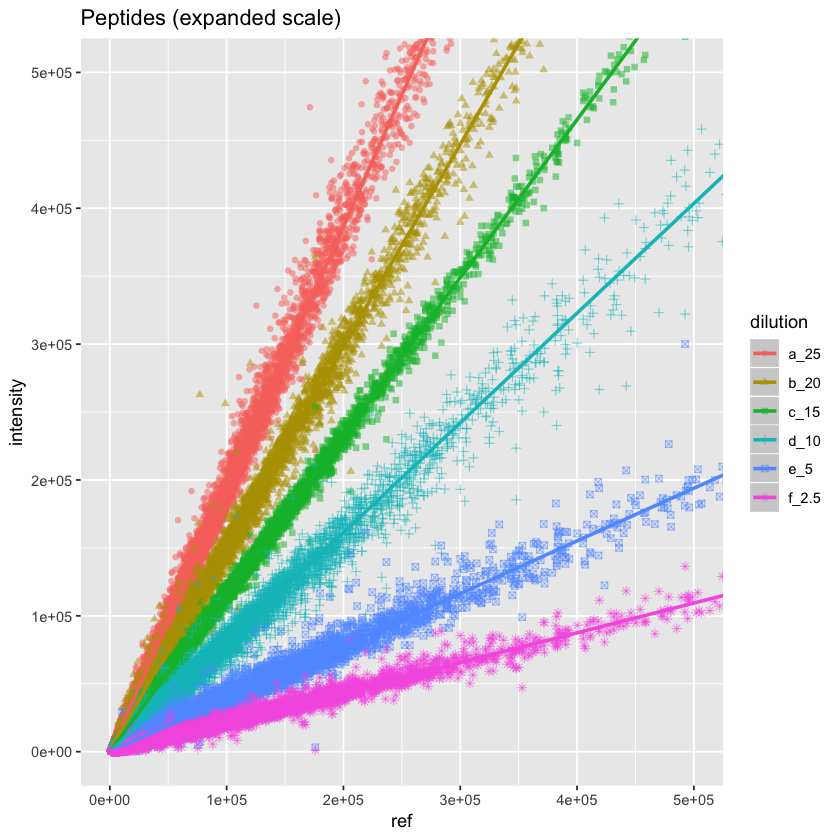 Peptides (expanded scale)
5e+05
4e+05
3e+05
2e+05
1e+05
0e+00
intensity
0e+00 1e+05 2e+05 3e+05 4e+05 5e+05
ref
dilution
a_25
b_20
c_15
d_10
e_5
f_2.5